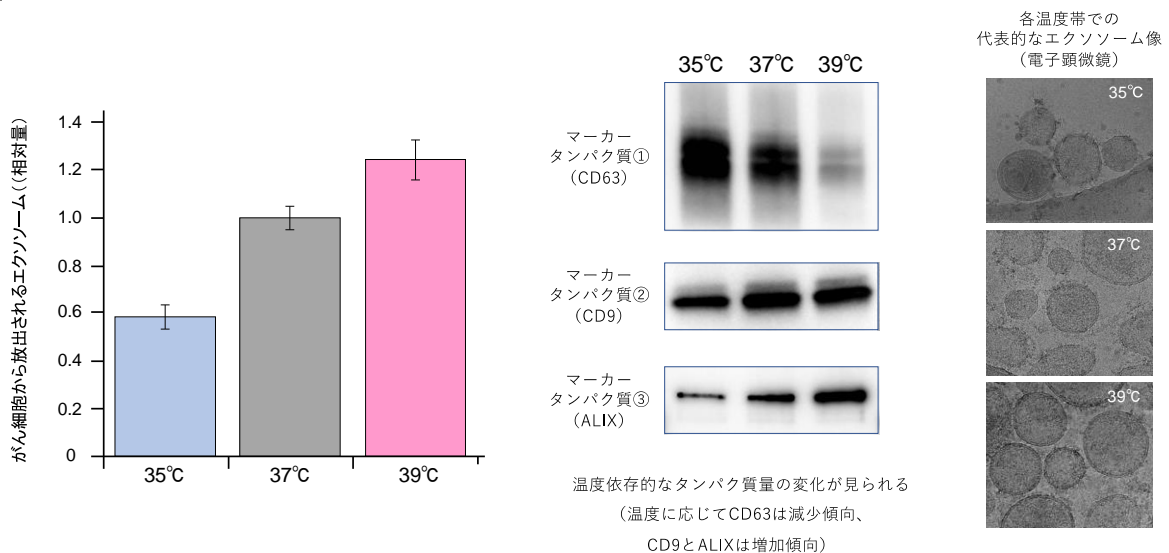 がん細胞から放出されるエクソソーム((相対量)
1.4
1.2
1.0
0.8
0.6
0.4
0.2
0
35℃
37℃
39℃
35℃
37℃
39℃
マーカー
タンパク質①
(CD63)
マーカー
タンパク質②
(CD9)
マーカー
タンパク質③
(ALIX)
温度依存的なタンパク質量の変化が見られる
(温度に応じてCD63は減少傾向、
CD9とALIXは増加傾向)
各温度帯での
代表的なエクソソーム像
(電子顕微鏡)
35℃
37℃
39℃